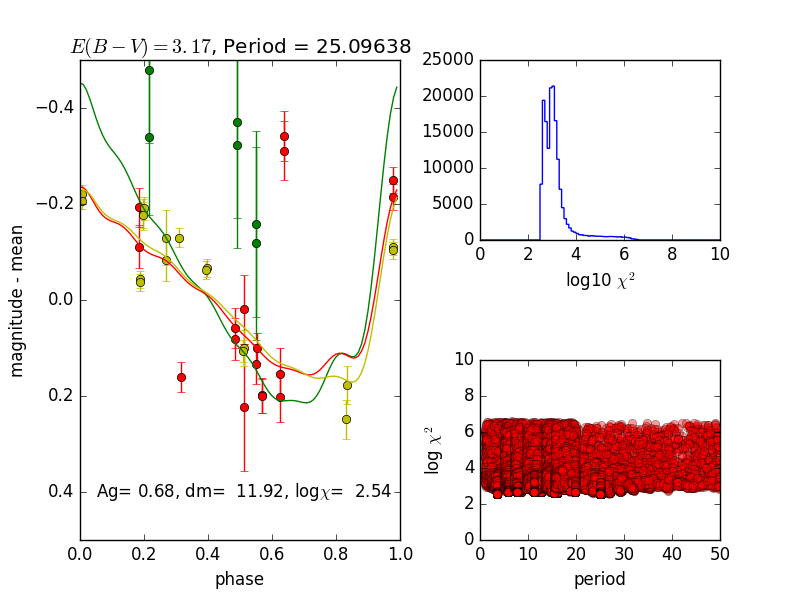 E(B − V) = 3.17, Period = 25.09638
−0.4
−0.2
0.0
0.2
0.4
magnitude - mean
Ag= 0.68, dm= 11.92, logχ= 2.54
0.0 0.2 0.4 0.6 0.8 1.0
phase
25000
20000
15000
10000
5000
0
0 2 4 6 8 10
log10 χ²
10
8
6
4
2
0
log χ²
0 10 20 30 40 50
period